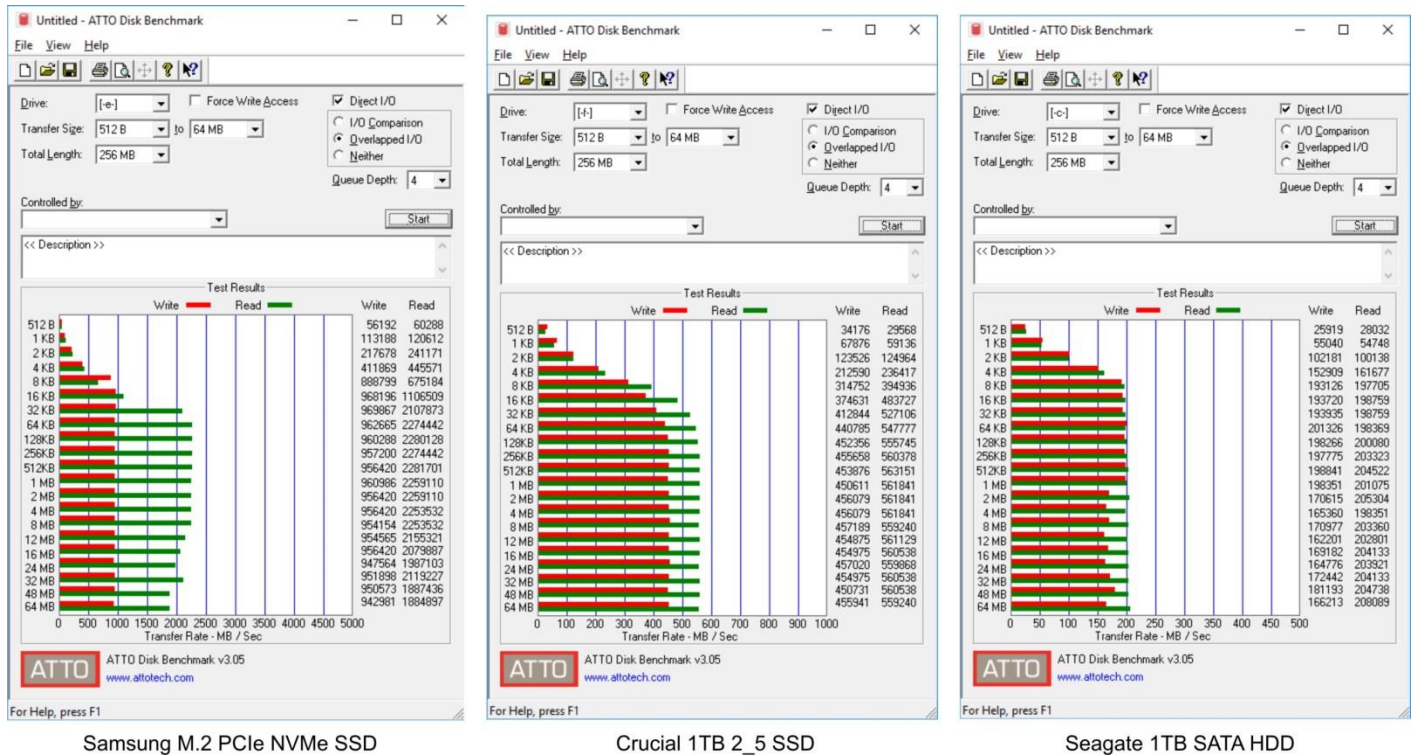 Untitled - ATTO Disk Benchmark
File View Help
Drive: [-e-] Force Write Access Direct I/O
Transfer Size: 512 B to 64 MB I/O Comparison
Overlapped I/O
Total Length: 256 MB Neither
Queue Depth: 4
Controlled by:
Start
<< Description >>
Test Results
Write Read Write Read
512 B 56192 60288
1 KB 113188 120612
2 KB 217678 241171
4 KB 411869 445571
8 KB 888799 675184
16 KB 968196 1106509
32 KB 969867 2107873
64 KB 962665 2274442
128KB 960288 2280128
256KB 957200 2274442
512KB 956420 2281701
1 MB 960986 2259110
2 MB 956420 2259110
4 MB 956420 2253532
8 MB 954154 2253532
12 MB 954565 2155321
16 MB 956420 2079887
24 MB 947564 1987103
32 MB 951898 2119227
48 MB 950573 1887436
64 MB 942981 1884897
0 500 1000 1500 2000 2500 3000 3500 4000 4500 5000
Transfer Rate - MB / Sec
ATTO ATTO Disk Benchmark v3.05
www.attotech.com
For Help, press F1
Samsung M.2 PCIe NVMe SSD
Untitled - ATTO Disk Benchmark
File View Help
Drive: [-f-] Force Write Access Direct I/O
Transfer Size: 512 B to 64 MB I/O Comparison
Overlapped I/O
Total Length: 256 MB Neither
Queue Depth: 4
Controlled by:
Start
<< Description >>
Test Results
Write Read Write Read
512 B 34176 29568
1 KB 67876 59136
2 KB 123526 124964
4 KB 212590 236417
8 KB 314752 394936
16 KB 374631 483727
32 KB 412844 527106
64 KB 440785 547777
128KB 452356 555745
256KB 455658 560378
512KB 453876 563151
1 MB 450611 561841
2 MB 456079 561841
4 MB 456079 561841
8 MB 457189 559240
12 MB 454875 561129
16 MB 454975 560538
24 MB 457020 559868
32 MB 454975 560538
48 MB 450731 560538
64 MB 455941 559240
0 100 200 300 400 500 600 700 800 900 1000
Transfer Rate - MB / Sec
ATTO ATTO Disk Benchmark v3.05
www.attotech.com
For Help, press F1
Crucial 1TB 2_5 SSD
Untitled - ATTO Disk Benchmark
File View Help
Drive: [-c-] Force Write Access Direct I/O
Transfer Size: 512 B to 64 MB I/O Comparison
Overlapped I/O
Total Length: 256 MB Neither
Queue Depth: 4
Controlled by:
Start
<< Description >>
Test Results
Write Read Write Read
512 B 25919 28032
1 KB 55040 54748
2 KB 102181 100138
4 KB 152909 161677
8 KB 193126 197705
16 KB 193720 198759
32 KB 193935 198759
64 KB 201326 198369
128KB 198266 200080
256KB 197775 203323
512KB 198841 204522
1 MB 198351 201075
2 MB 170615 205304
4 MB 165360 198351
8 MB 170977 203360
12 MB 162201 202801
16 MB 169182 204133
24 MB 164776 203921
32 MB 172442 204133
48 MB 181193 204738
64 MB 166213 208089
0 50 100 150 200 250 300 350 400 450 500
Transfer Rate - MB / Sec
ATTO ATTO Disk Benchmark v3.05
www.attotech.com
For Help, press F1
Seagate 1TB SATA HDD